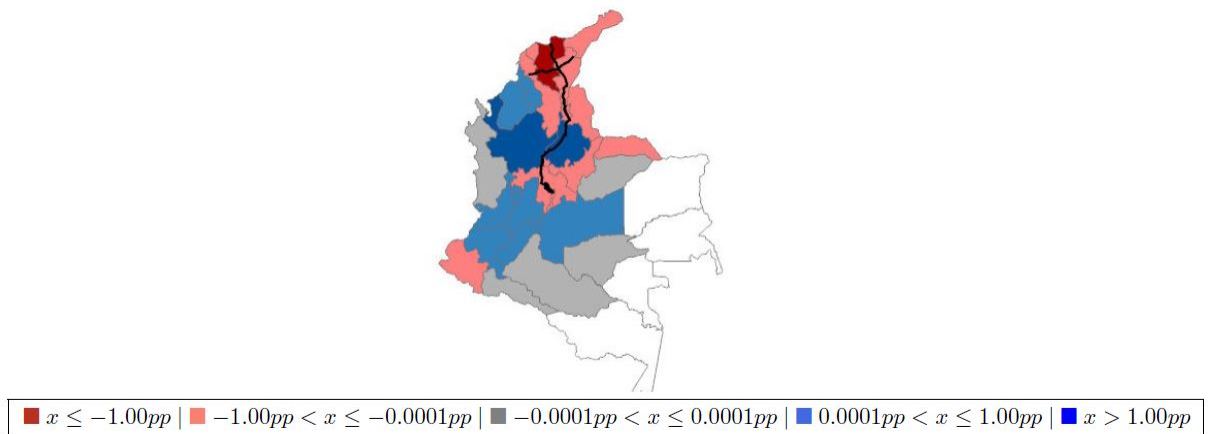 x ≤ −1.00pp | −1.00pp < x ≤ −0.0001pp | −0.0001pp < x ≤ 0.0001pp | 0.0001pp < x ≤ 1.00pp | x > 1.00pp